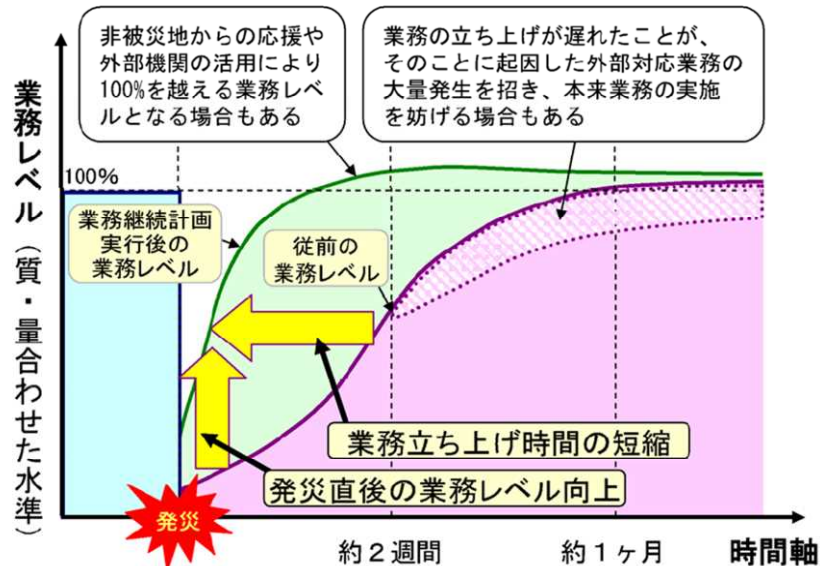 非被災地からの応援や
外部機関の活用により
100%を越える業務レベ
ルとなる場合もある
業務の立ち上げが遅れたことが、
そのことに起因した外部対応業務の
大量発生を招き、本来業務の実施
を妨げる場合もある
業務レベル（質・量合わせた水準）
100%
業務継続計画
実行後の
業務レベル
従前の
業務レベル
業務立ち上げ時間の短縮
発災直後の業務レベル向上
発災
約２週間
約１ヶ月
時間軸